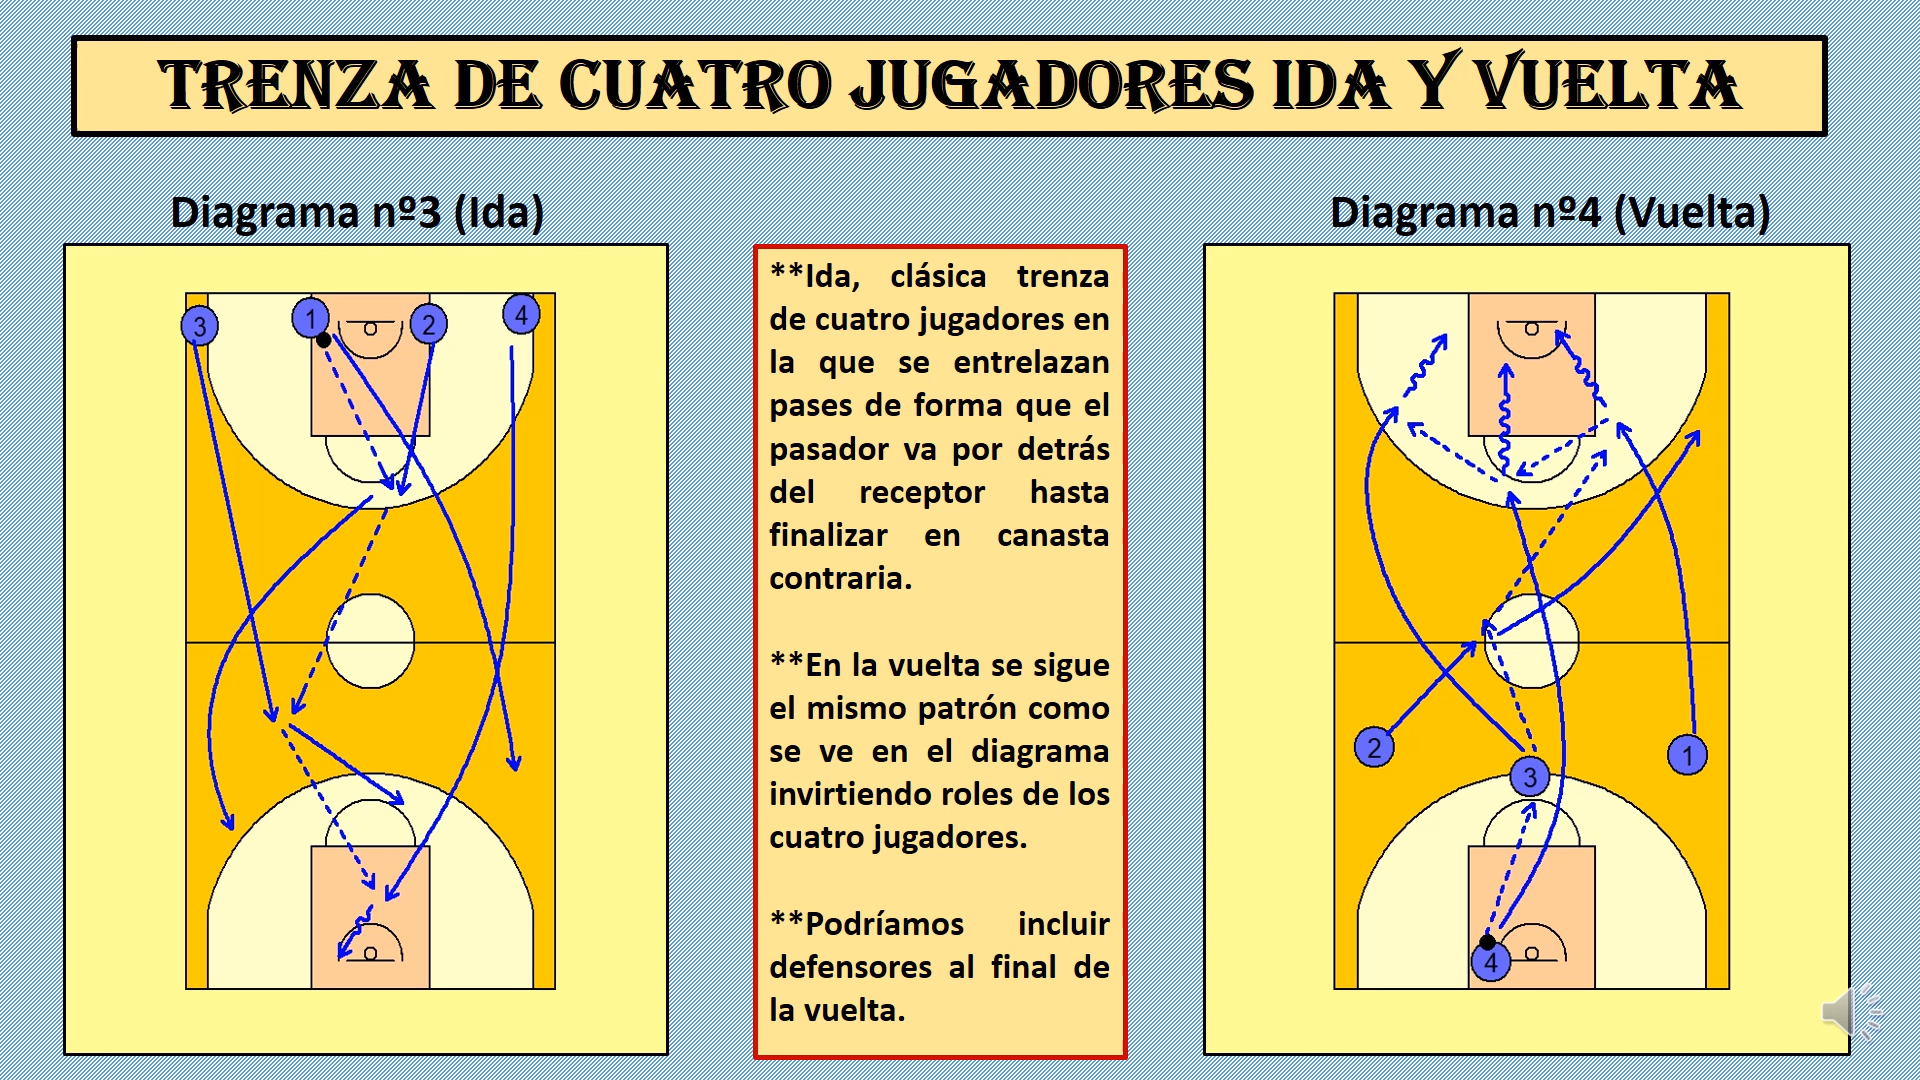 TRENZA DE CUATRO JUGADORES IDA Y VUELTA
Diagrama nº3 (Ida)
3
1
2
4
**Ida, clásica trenza
de cuatro jugadores en
la que se entrelazan
pases de forma que el
pasador va por detrás
del receptor hasta
finalizar en canasta
contraria.
**En la vuelta se sigue
el mismo patrón como
se ve en el diagrama
invirtiendo roles de los
cuatro jugadores.
**Podríamos incluir
defensores al final de
la vuelta.
Diagrama nº4 (Vuelta)
2
3
1
4